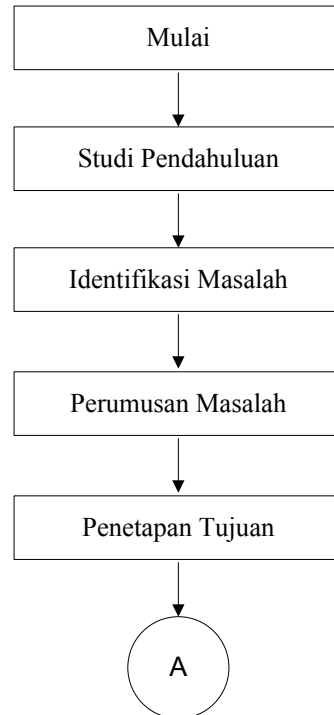 Mulai
Studi Pendahuluan
Identifikasi Masalah
Perumusan Masalah
Penetapan Tujuan
A